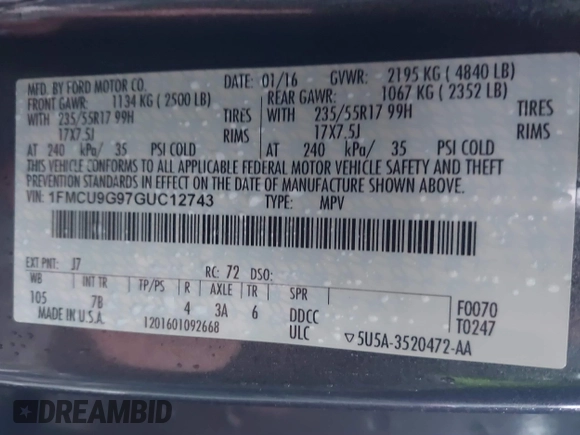 MFD. BY FORD MOTOR CO. DATE: 01/16 GVWR: 2195 KG ( 4840 LB)
FRONT GAWR: 1134 KG ( 2500 LB) REAR GAWR: 1067 KG ( 2352 LB)
WITH 235/55R17 99H TIRES WITH 235/55R17 99H TIRES
17X7.5J RIMS 17X7.5J RIMS
AT 240 kPa/ 35 PSI COLD AT 240 kPa/ 35 PSI COLD
THIS VEHICLE CONFORMS TO ALL APPLICABLE FEDERAL MOTOR VEHICLE SAFETY AND THEFT
PREVENTION STANDARDS IN EFFECT ON THE DATE OF MANUFACTURE SHOWN ABOVE.
VIN: 1FMCU9G97GUC12743 TYPE: MPV
EXT PNT: J7 RC: 72 DSO:
WB INT TR TP/PS R AXLE TR SPR
105 7B 4 3A 6 DDCC F0070
MADE IN U.S.A. 1201601092668 ULC T0247
▽5U5A-3520472-AA
DREAMBID